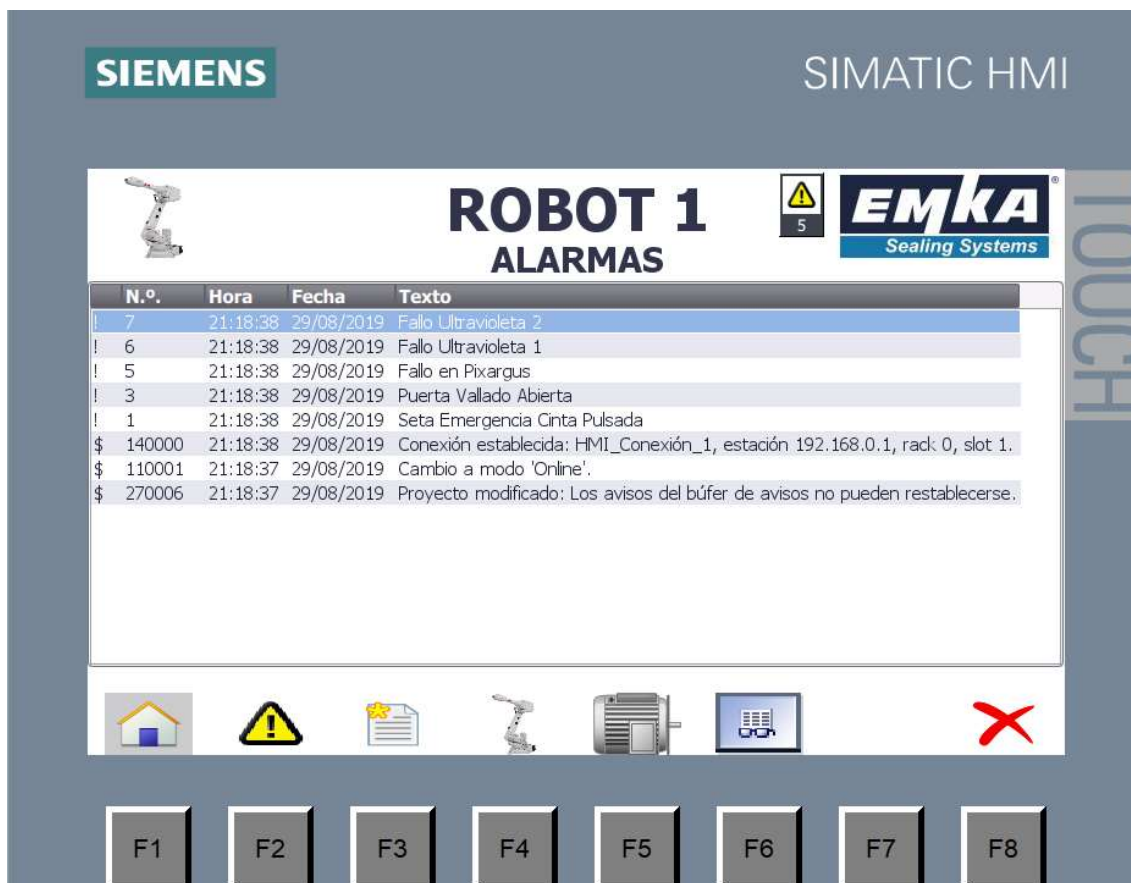 SIEMENS
SIMATIC HMI
TOUCH
ROBOT 1
ALARMAS
5
EMKA®
Sealing Systems
N.º. Hora Fecha Texto
! 7 21:18:38 29/08/2019 Fallo Ultravioleta 2
! 6 21:18:38 29/08/2019 Fallo Ultravioleta 1
! 5 21:18:38 29/08/2019 Fallo en Pixargus
! 3 21:18:38 29/08/2019 Puerta Vallado Abierta
! 1 21:18:38 29/08/2019 Seta Emergencia Cinta Pulsada
$ 140000 21:18:38 29/08/2019 Conexión establecida: HMI_Conexión_1, estación 192.168.0.1, rack 0, slot 1.
$ 110001 21:18:37 29/08/2019 Cambio a modo 'Online'.
$ 270006 21:18:37 29/08/2019 Proyecto modificado: Los avisos del búfer de avisos no pueden restablecerse.
F1 F2 F3 F4 F5 F6 F7 F8